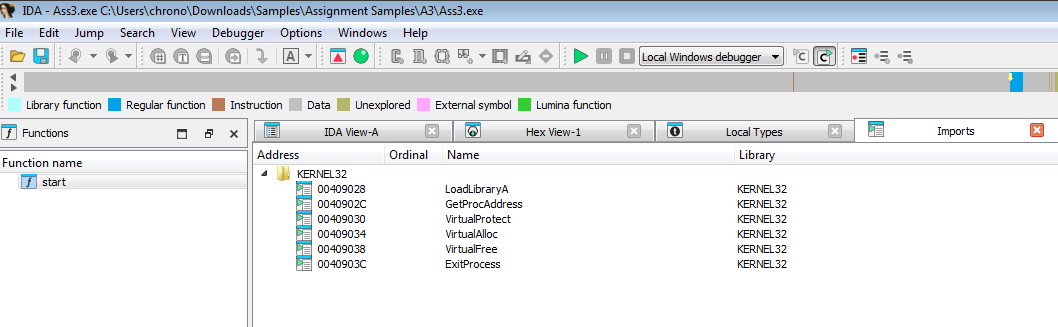 IDA - Ass3.exe C:\Users\chrono\Downloads\Samples\Assignment Samples\A3\Ass3.exe
File Edit Jump Search View Debugger Options Windows Help
Local Windows debugger
Library function Regular function Instruction Data Unexplored External symbol Lumina function
Functions
IDA View-A Hex View-1 Local Types Imports
Function name
start
Address Ordinal Name Library
KERNEL32
00409028 LoadLibraryA KERNEL32
0040902C GetProcAddress KERNEL32
00409030 VirtualProtect KERNEL32
00409034 VirtualAlloc KERNEL32
00409038 VirtualFree KERNEL32
0040903C ExitProcess KERNEL32